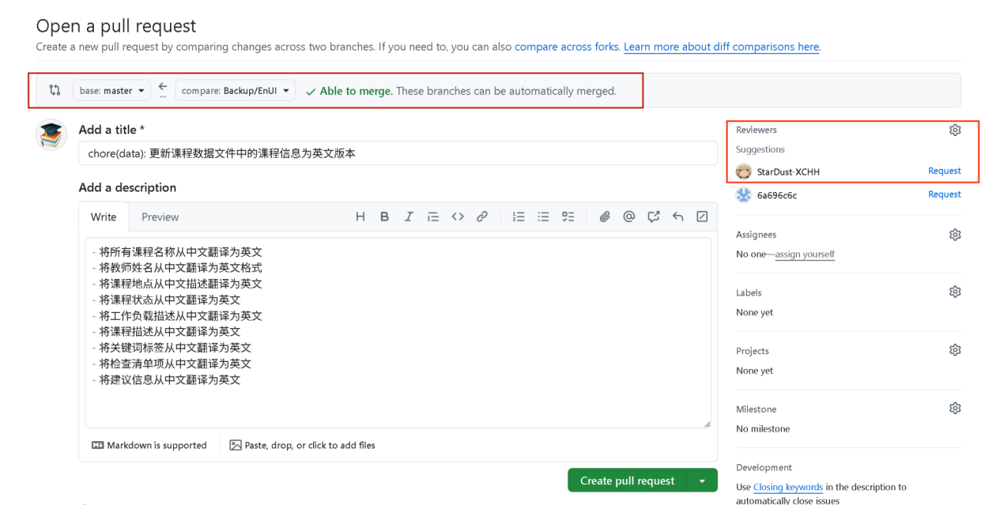 Open a pull request
Create a new pull request by comparing changes across two branches. If you need to, you can also compare across forks. Learn more about diff comparisons here.
base: master ← ... compare: Backup/EnUI ✓ Able to merge. These branches can be automatically merged.
Add a title *
chore(data): 更新课程数据文件中的课程信息为英文版本
Add a description
Write Preview
- 将所有课程名称从中文翻译为英文
- 将教师姓名从中文翻译为英文格式
- 将课程地点从中文描述翻译为英文
- 将课程状态从中文翻译为英文
- 将工作负载描述从中文翻译为英文
- 将课程描述从中文翻译为英文
- 将关键词标签从中文翻译为英文
- 将检查清单项从中文翻译为英文
- 将建议信息从中文翻译为英文
Markdown is supported
Paste, drop, or click to add files
Create pull request
Reviewers
Suggestions
StarDust-XCHH Request
6a696c6c Request
Assignees
No one—assign yourself
Labels
None yet
Projects
None yet
Milestone
No milestone
Development
Use Closing keywords in the description to
automatically close issues